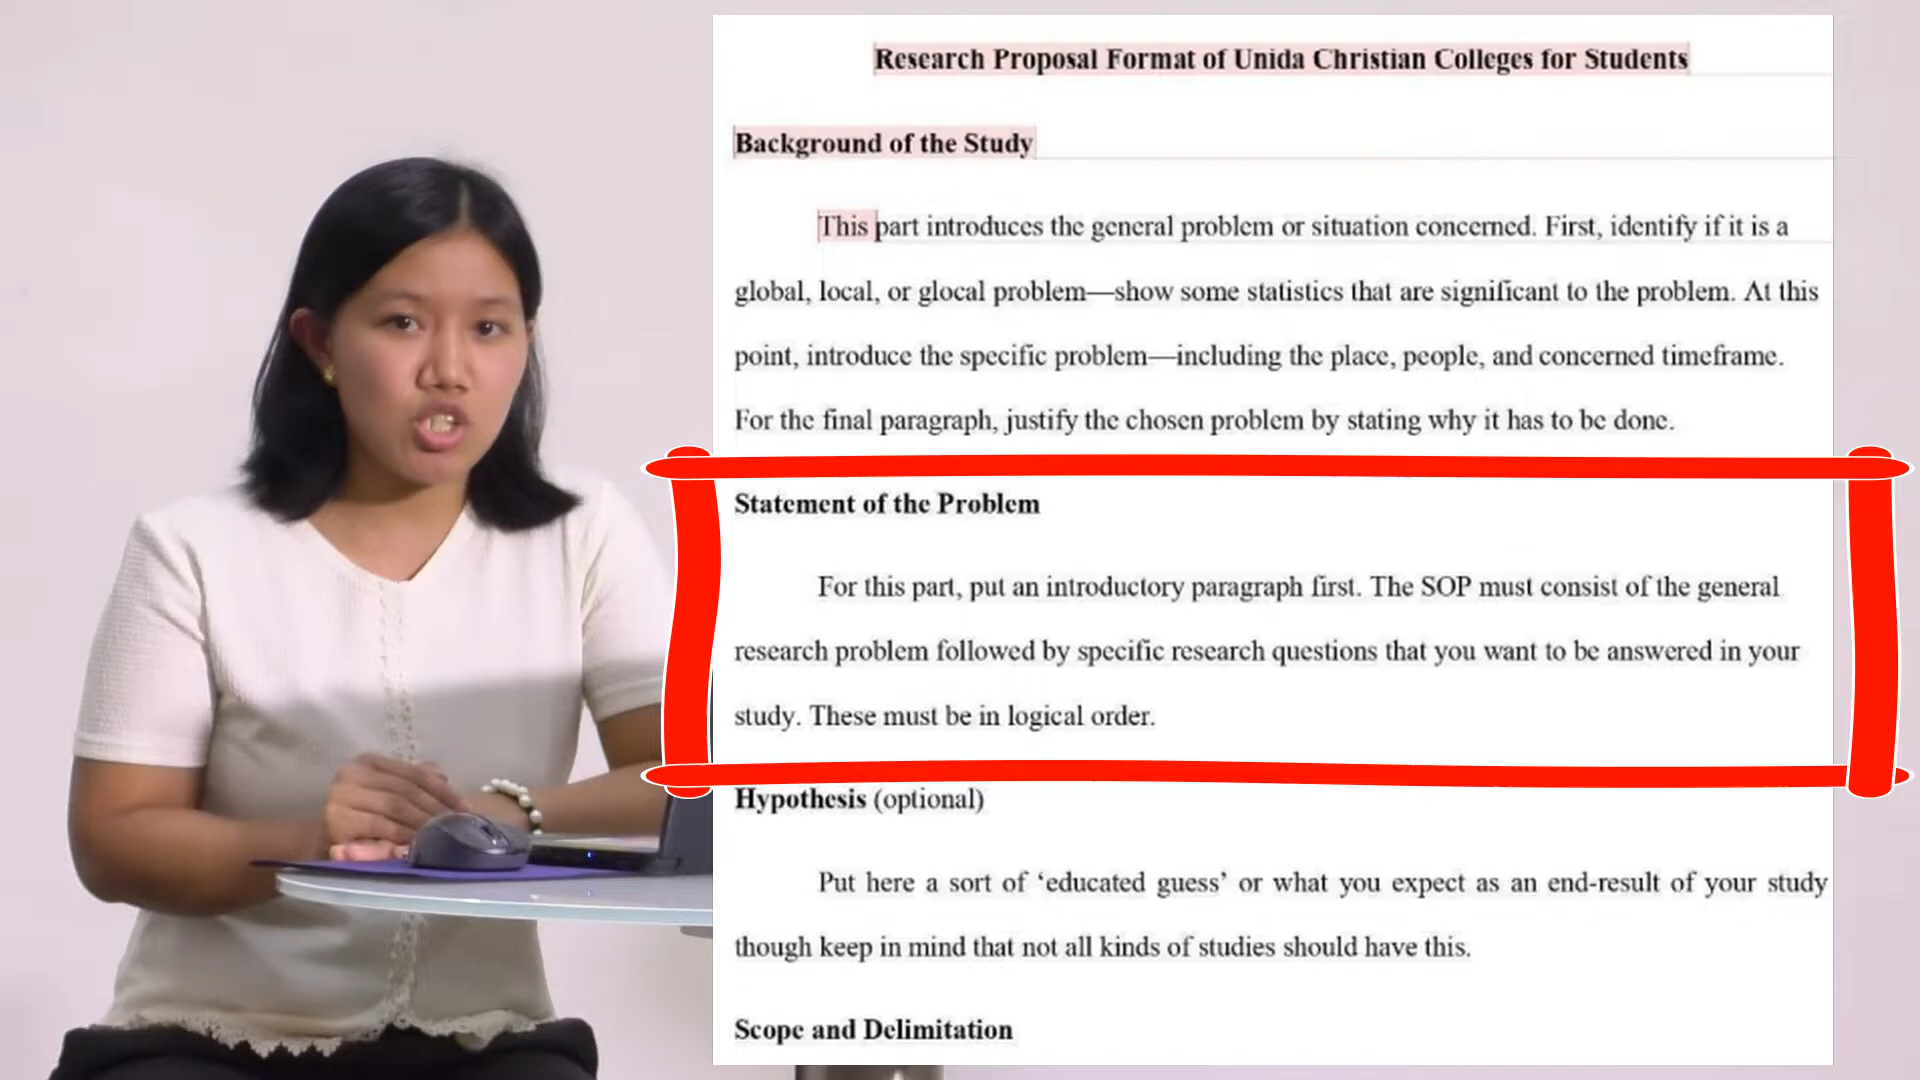 Research Proposal Format of Unida Christian Colleges for Students
Background of the Study
This part introduces the general problem or situation concerned. First, identify if it is a
global, local, or glocal problem—show some statistics that are significant to the problem. At this
point, introduce the specific problem—including the place, people, and concerned timeframe.
For the final paragraph, justify the chosen problem by stating why it has to be done.
Statement of the Problem
For this part, put an introductory paragraph first. The SOP must consist of the general
research problem followed by specific research questions that you want to be answered in your
study. These must be in logical order.
Hypothesis (optional)
Put here a sort of ‘educated guess’ or what you expect as an end-result of your study
though keep in mind that not all kinds of studies should have this.
Scope and Delimitation